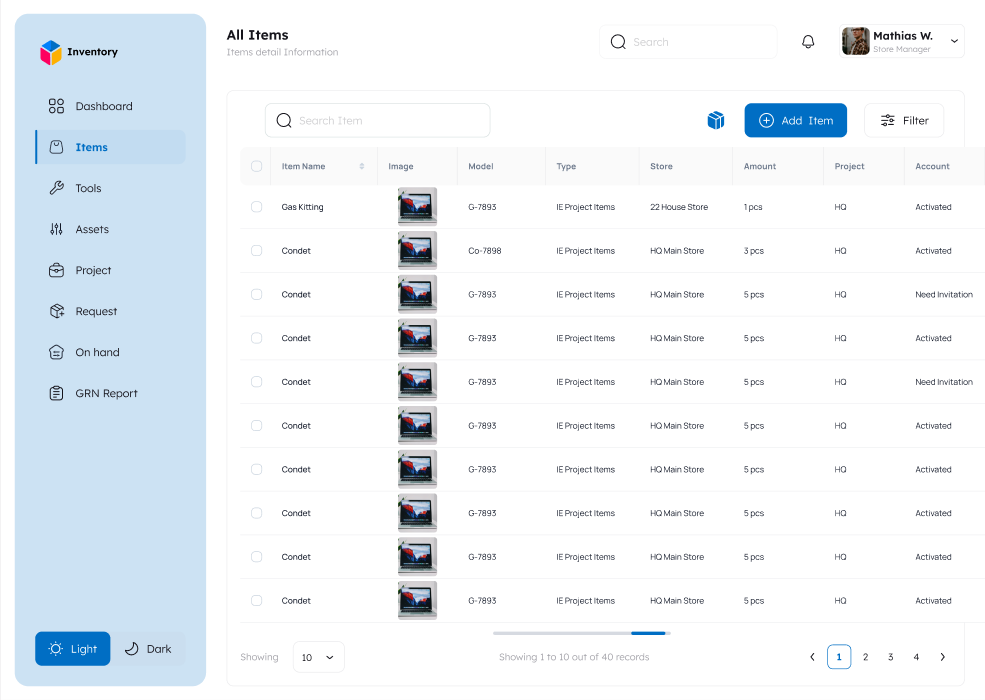 Inventory
Dashboard
Items
Tools
Assets
Project
Request
On hand
GRN Report
Light Dark
All Items
Items detail Information
Search
Mathias W.
Store Manager
Search Item
Add Item
Filter
Item Name Image Model Type Store Amount Project Account
Gas Kitting G-7893 IE Project Items 22 House Store 1 pcs HQ Activated
Condet Co-7898 IE Project Items HQ Main Store 3 pcs HQ Activated
Condet G-7893 IE Project Items HQ Main Store 5 pcs HQ Need Invitation
Condet G-7893 IE Project Items HQ Main Store 5 pcs HQ Activated
Condet G-7893 IE Project Items HQ Main Store 5 pcs HQ Need Invitation
Condet G-7893 IE Project Items HQ Main Store 5 pcs HQ Activated
Condet G-7893 IE Project Items HQ Main Store 5 pcs HQ Activated
Condet G-7893 IE Project Items HQ Main Store 5 pcs HQ Activated
Condet G-7893 IE Project Items HQ Main Store 5 pcs HQ Activated
Condet G-7893 IE Project Items HQ Main Store 5 pcs HQ Activated
Showing 10 Showing 1 to 10 out of 40 records 1 2 3 4